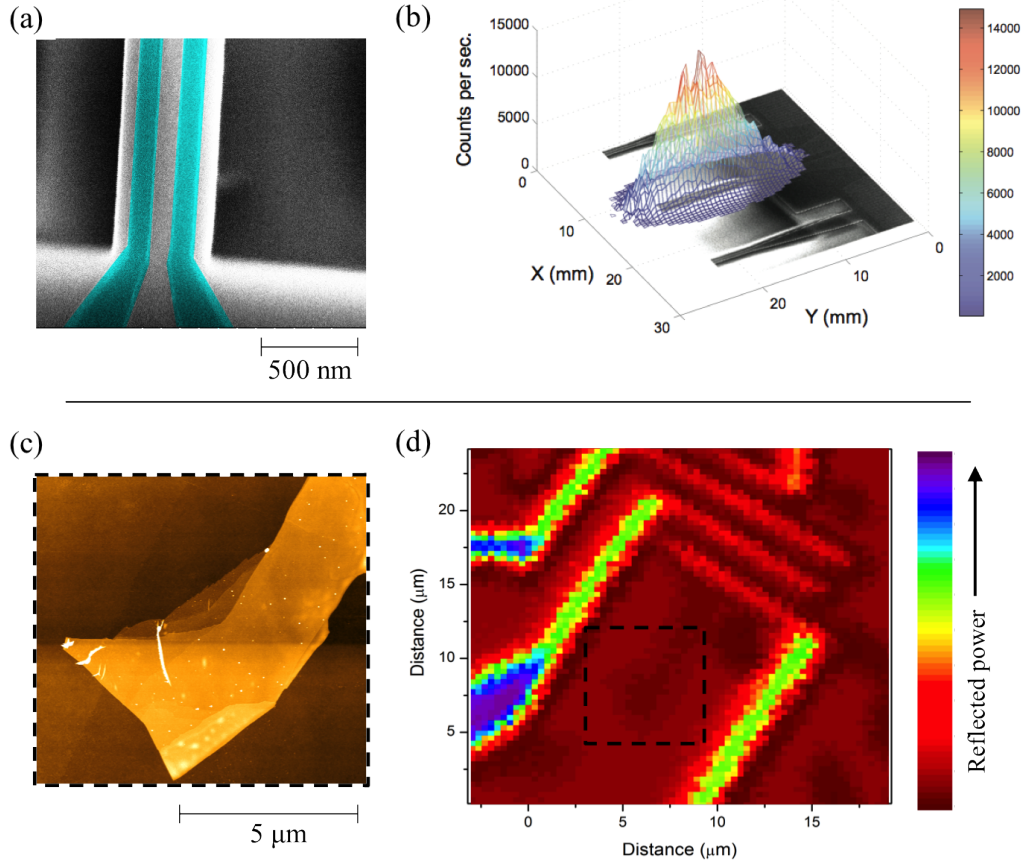 (a)
500 nm
(b)
Counts per sec.
15000
10000
5000
0
0
10
20
30
X (mm)
20
10
0
Y (mm)
14000
12000
10000
8000
6000
4000
2000
(c)
5 μm
(d)
Distance (μm)
20
15
10
5
0
5
10
15
Distance (μm)
Reflected power